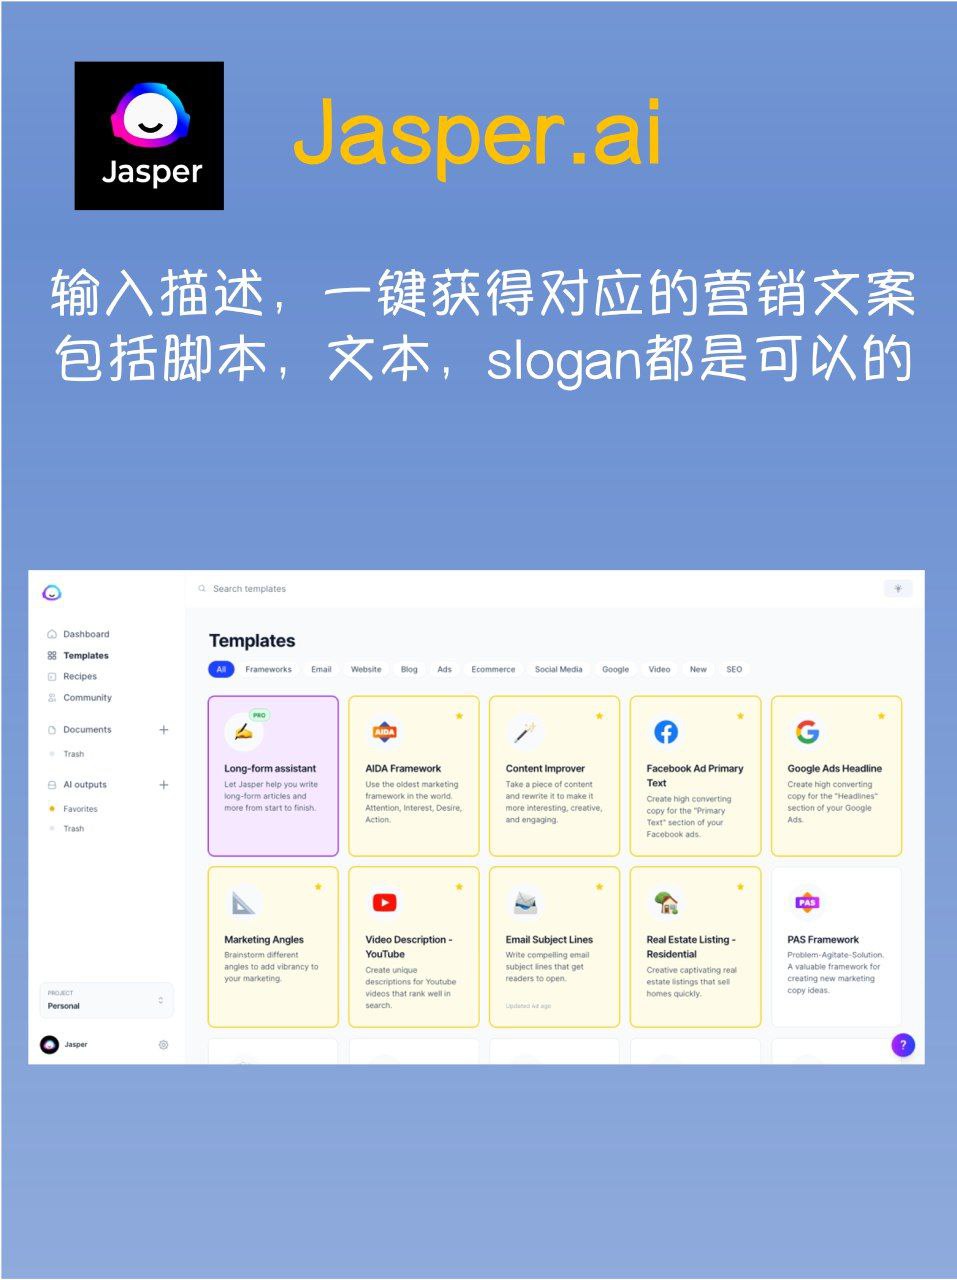 Jasper
Jasper.ai
输入描述，一键获得对应的营销文案
包括脚本，文本，slogan都是可以的
Search templates
Dashboard
Templates
Recipes
Community
Documents
Trash
AI outputs
Favorites
Trash
PROJECT
Personal
Jasper
Templates
All Frameworks Email Website Blog Ads Ecommerce Social Media Google Video New SEO
PRO
Long-form assistant
Let Jasper help you write
long-form articles and
more from start to finish.
AIDA
AIDA Framework
Use the oldest marketing
framework in the world.
Attention, Interest, Desire,
Action.
Content Improver
Take a piece of content
and rewrite it to make it
more interesting, creative,
and engaging.
Facebook Ad Primary
Text
Create high converting
copy for the "Primary
Text" section of your
Facebook ads.
Google Ads Headline
Create high converting
copy for the "Headlines"
section of your Google
Ads.
Marketing Angles
Brainstorm different
angles to add vibrancy to
your marketing.
Video Description -
YouTube
Create unique
descriptions for Youtube
videos that rank well in
search.
Email Subject Lines
Write compelling email
subject lines that get
readers to open.
Updated 4d ago
Real Estate Listing -
Residential
Creative captivating real
estate listings that sell
homes quickly.
PAS
PAS Framework
Problem-Agitate-Solution.
A valuable framework for
creating new marketing
copy ideas.
?